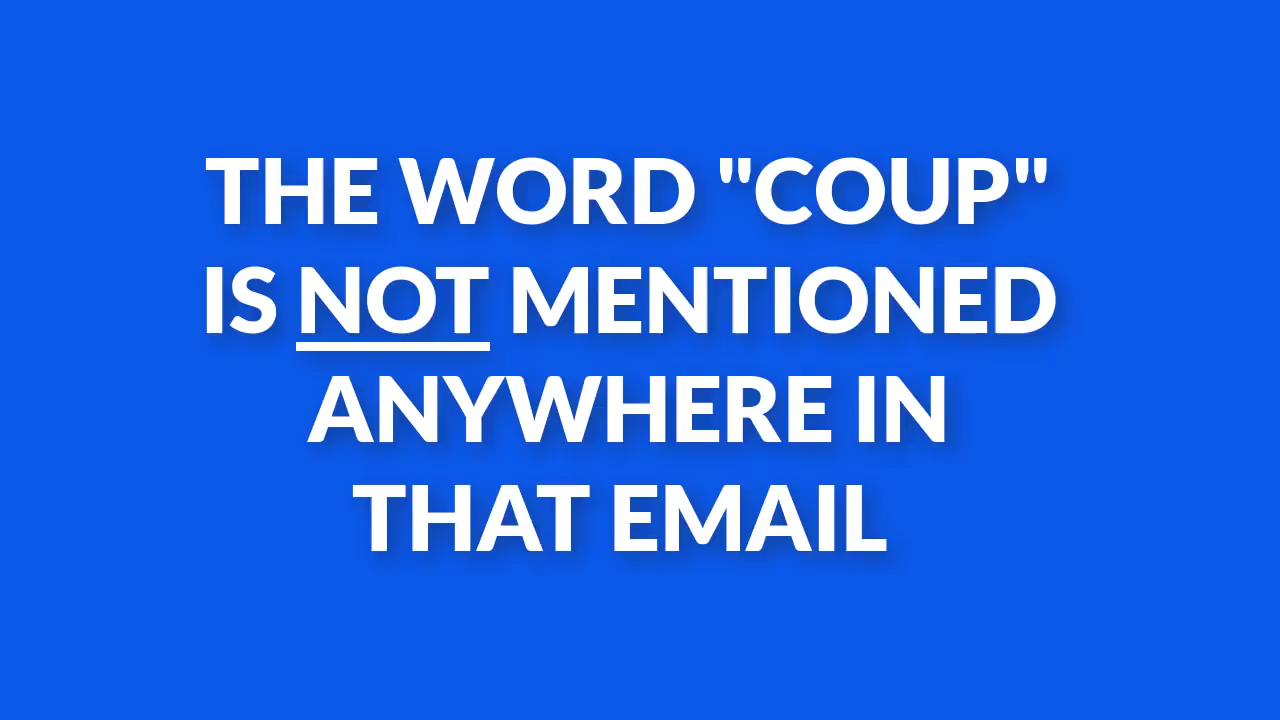 THE WORD "COUP"
IS NOT MENTIONED
ANYWHERE IN
THAT EMAIL